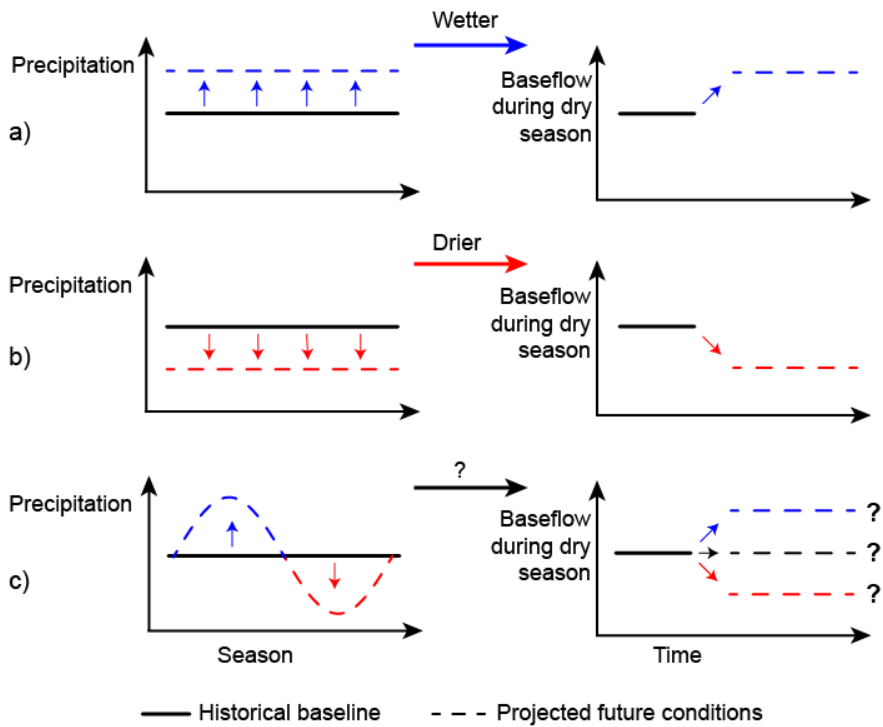 Wetter
Precipitation
Baseflow
during dry
season
a)
Drier
Precipitation
Baseflow
during dry
season
b)
?
Precipitation
Baseflow
during dry
season
?
?
?
c)
Season
Time
Historical baseline
Projected future conditions